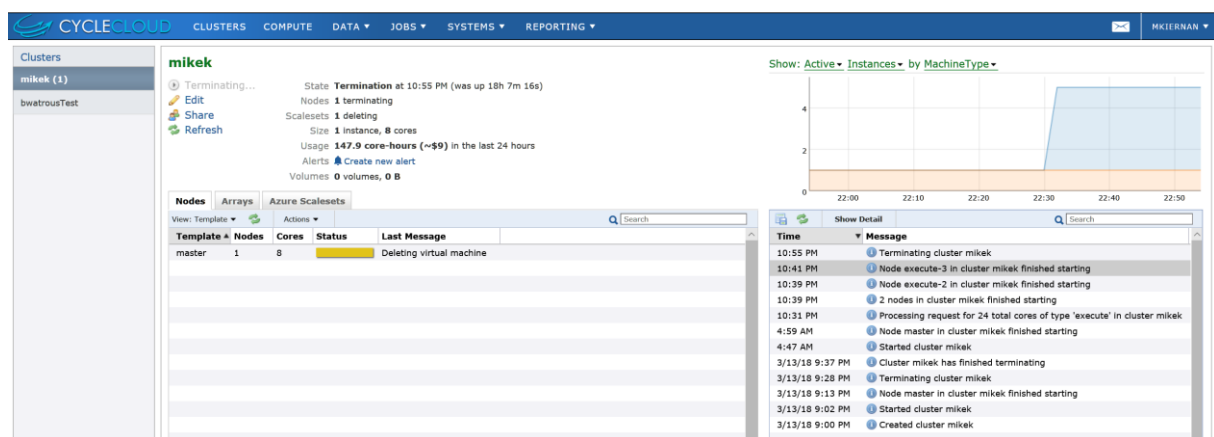 CYCLECLOUD CLUSTERS COMPUTE DATA ▼ JOBS ▼ SYSTEMS ▼ REPORTING ▼ MKIERNAN ▼
Clusters
mikek (1)
bwatrousTest
mikek
Terminating...
Edit
Share
Refresh
State Termination at 10:55 PM (was up 18h 7m 16s)
Nodes 1 terminating
Scalesets 1 deleting
Size 1 instance, 8 cores
Usage 147.9 core-hours (~$9) in the last 24 hours
Alerts Create new alert
Volumes 0 volumes, 0 B
Show: Active Instances by MachineType
4
2
0
22:00 22:10 22:20 22:30 22:40 22:50
Nodes Arrays Azure Scalesets
View: Template ▼ Actions ▼ Search
Template ▲ Nodes Cores Status Last Message
master 1 8 Deleting virtual machine
Show Detail Search
Time ▼ Message
10:55 PM Terminating cluster mikek
10:41 PM Node execute-3 in cluster mikek finished starting
10:39 PM Node execute-2 in cluster mikek finished starting
10:39 PM 2 nodes in cluster mikek finished starting
10:31 PM Processing request for 24 total cores of type 'execute' in cluster mikek
4:59 AM Node master in cluster mikek finished starting
4:47 AM Started cluster mikek
3/13/18 9:37 PM Cluster mikek has finished terminating
3/13/18 9:28 PM Terminating cluster mikek
3/13/18 9:13 PM Node master in cluster mikek finished starting
3/13/18 9:02 PM Started cluster mikek
3/13/18 9:00 PM Created cluster mikek